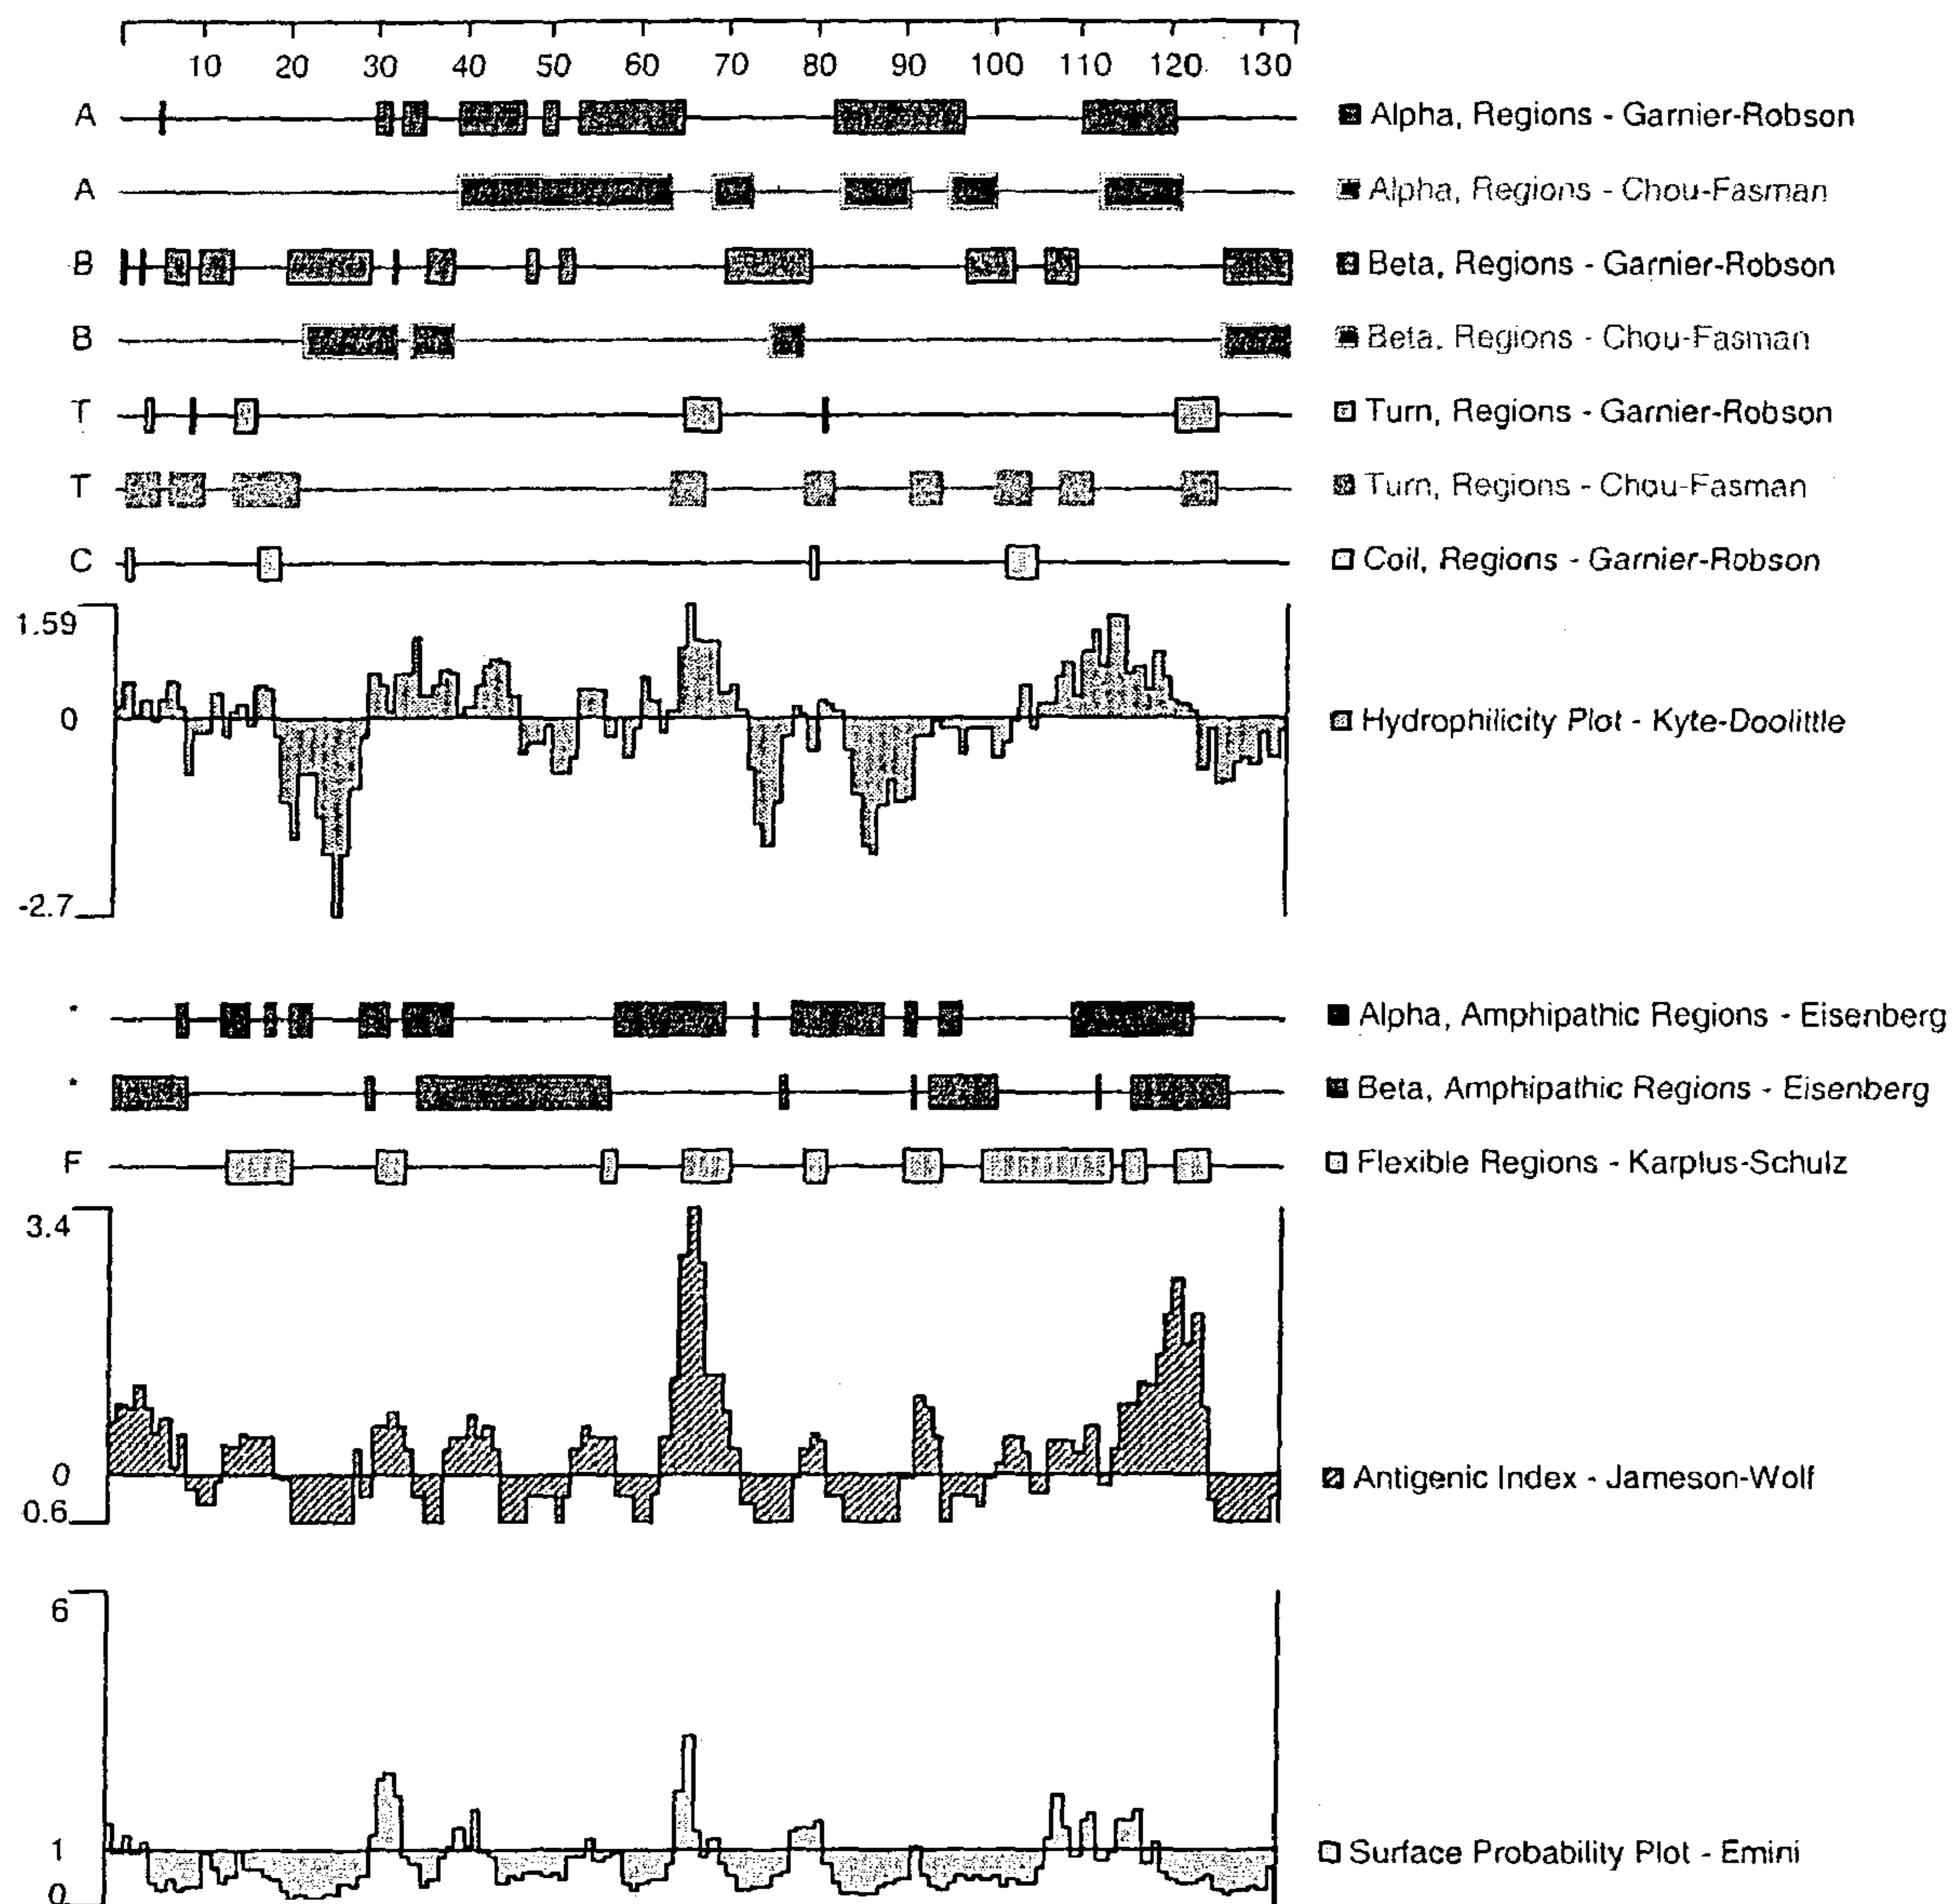 10 20 30 40 50 60 70 80 90 100 110 120 130
A Alpha, Regions - Garnier-Robson
A Alpha, Regions - Chou-Fasman
B Beta, Regions - Garnier-Robson
B Beta, Regions - Chou-Fasman
T Turn, Regions - Garnier-Robson
T Turn, Regions - Chou-Fasman
C Coil, Regions - Garnier-Robson
1.59
0 Hydrophilicity Plot - Kyte-Doolittle
-2.7
* Alpha, Amphipathic Regions - Eisenberg
* Beta, Amphipathic Regions - Eisenberg
F Flexible Regions - Karplus-Schulz
3.4
0 Antigenic Index - Jameson-Wolf
0.6
6
1 Surface Probability Plot - Emini
0